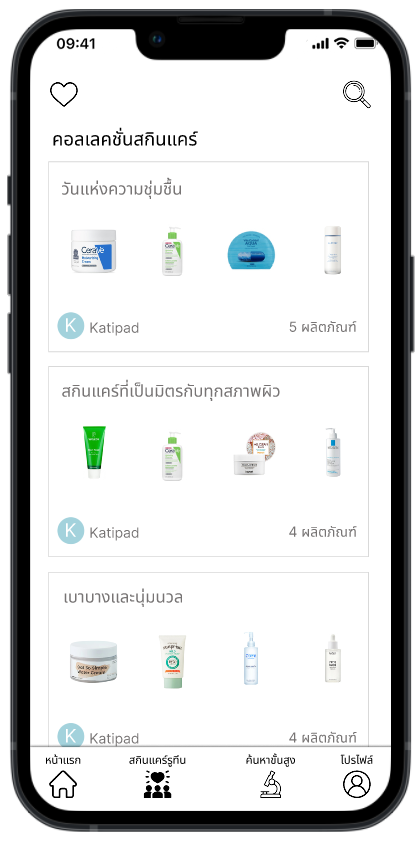 09:41
คอลเลคชั่นสกินแคร์
วันแห่งความชุ่มชื้น
CeraVe
Moisturising
Cream
K Katipad
5 ผลิตภัณฑ์
สกินแคร์ที่เป็นมิตรกับทุกสภาพผิว
K Katipad
4 ผลิตภัณฑ์
เบาบางและนุ่มนวล
K Katipad
4 ผลิตภัณฑ์
หน้าแรก
สกินแคร์รูทีน
ค้นหาขั้นสูง
โปรไฟล์